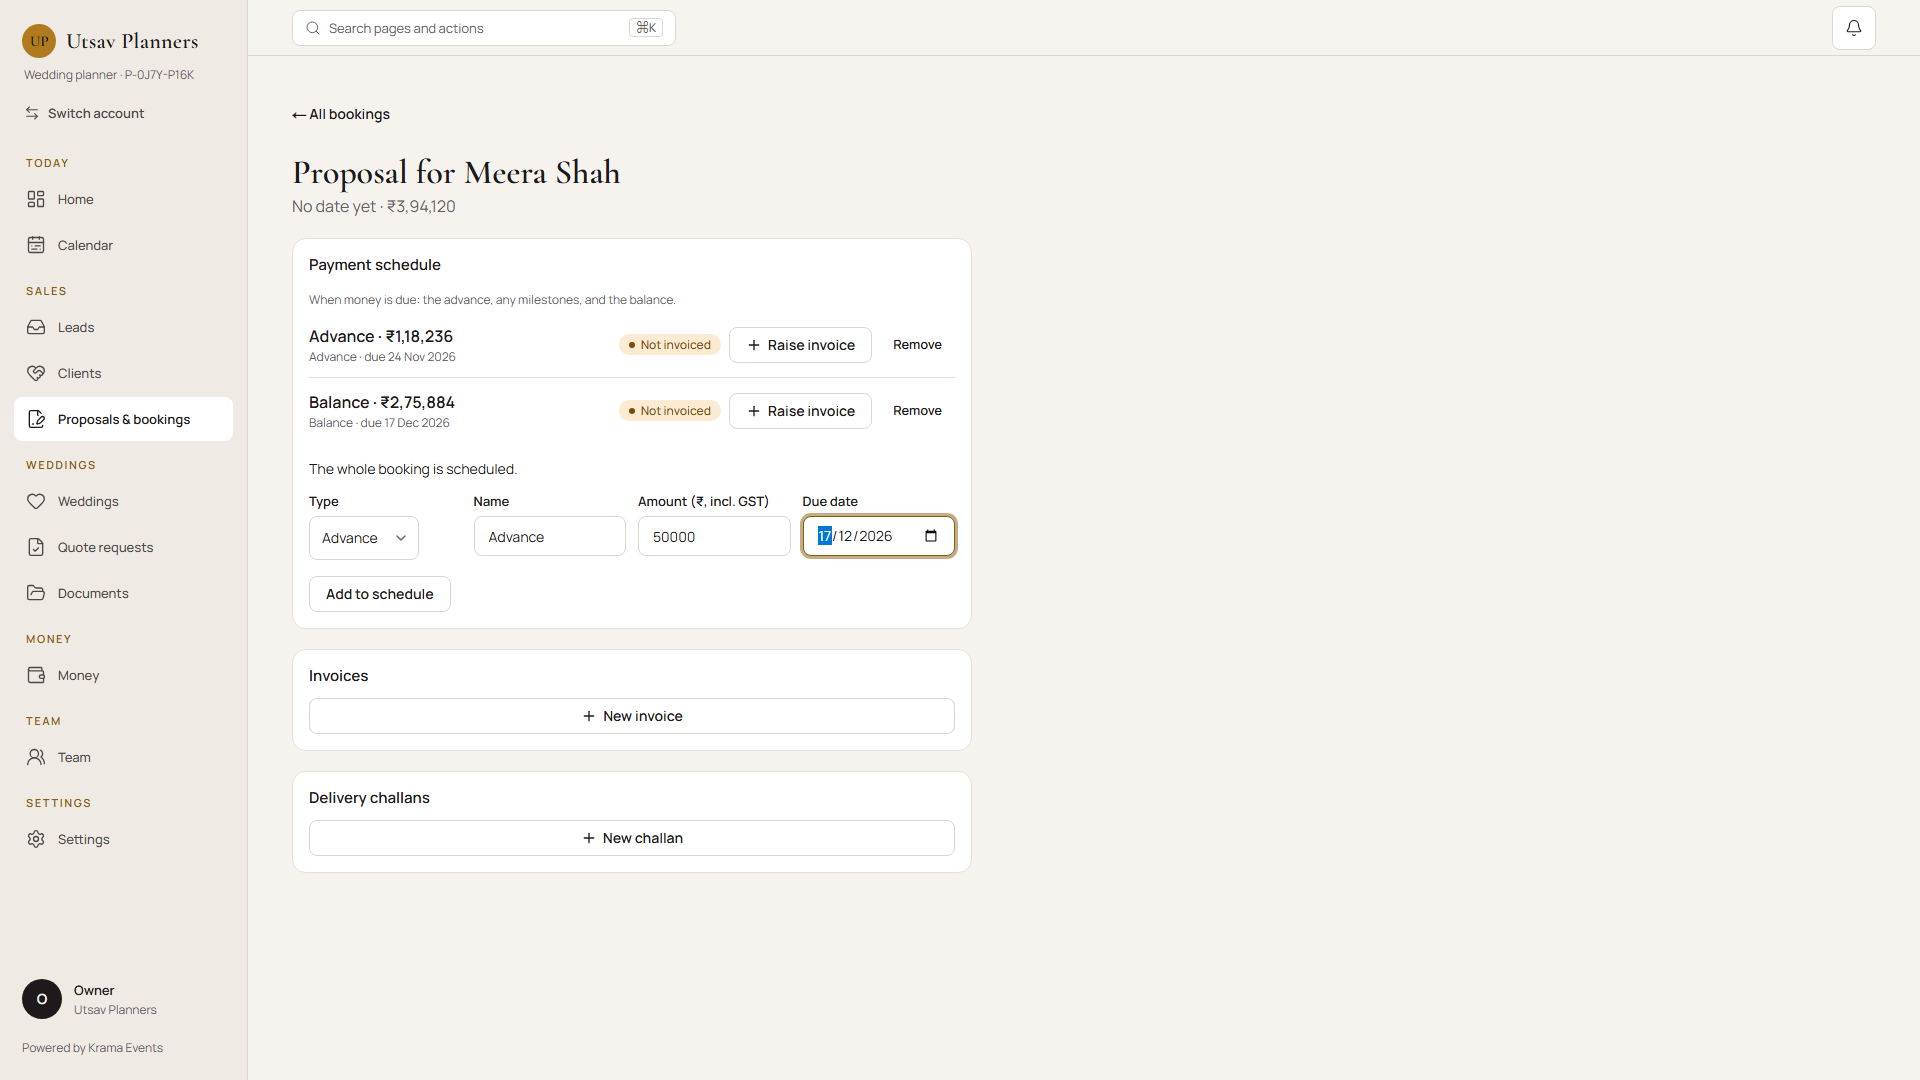 UP Utsav Planners
Wedding planner · P-0J7Y-P16K
Switch account
TODAY
Home
Calendar
SALES
Leads
Clients
Proposals & bookings
WEDDINGS
Weddings
Quote requests
Documents
MONEY
Money
TEAM
Team
SETTINGS
Settings
O
Owner
Utsav Planners
Powered by Krama Events
Search pages and actions ⌘K
← All bookings
Proposal for Meera Shah
No date yet · ₹3,94,120
Payment schedule
When money is due: the advance, any milestones, and the balance.
Advance · ₹1,18,236
Advance · due 24 Nov 2026
Not invoiced + Raise invoice Remove
Balance · ₹2,75,884
Balance · due 17 Dec 2026
Not invoiced + Raise invoice Remove
The whole booking is scheduled.
Type Name Amount (₹, incl. GST) Due date
Advance Advance 50000 17/12/2026
Add to schedule
Invoices
+ New invoice
Delivery challans
+ New challan